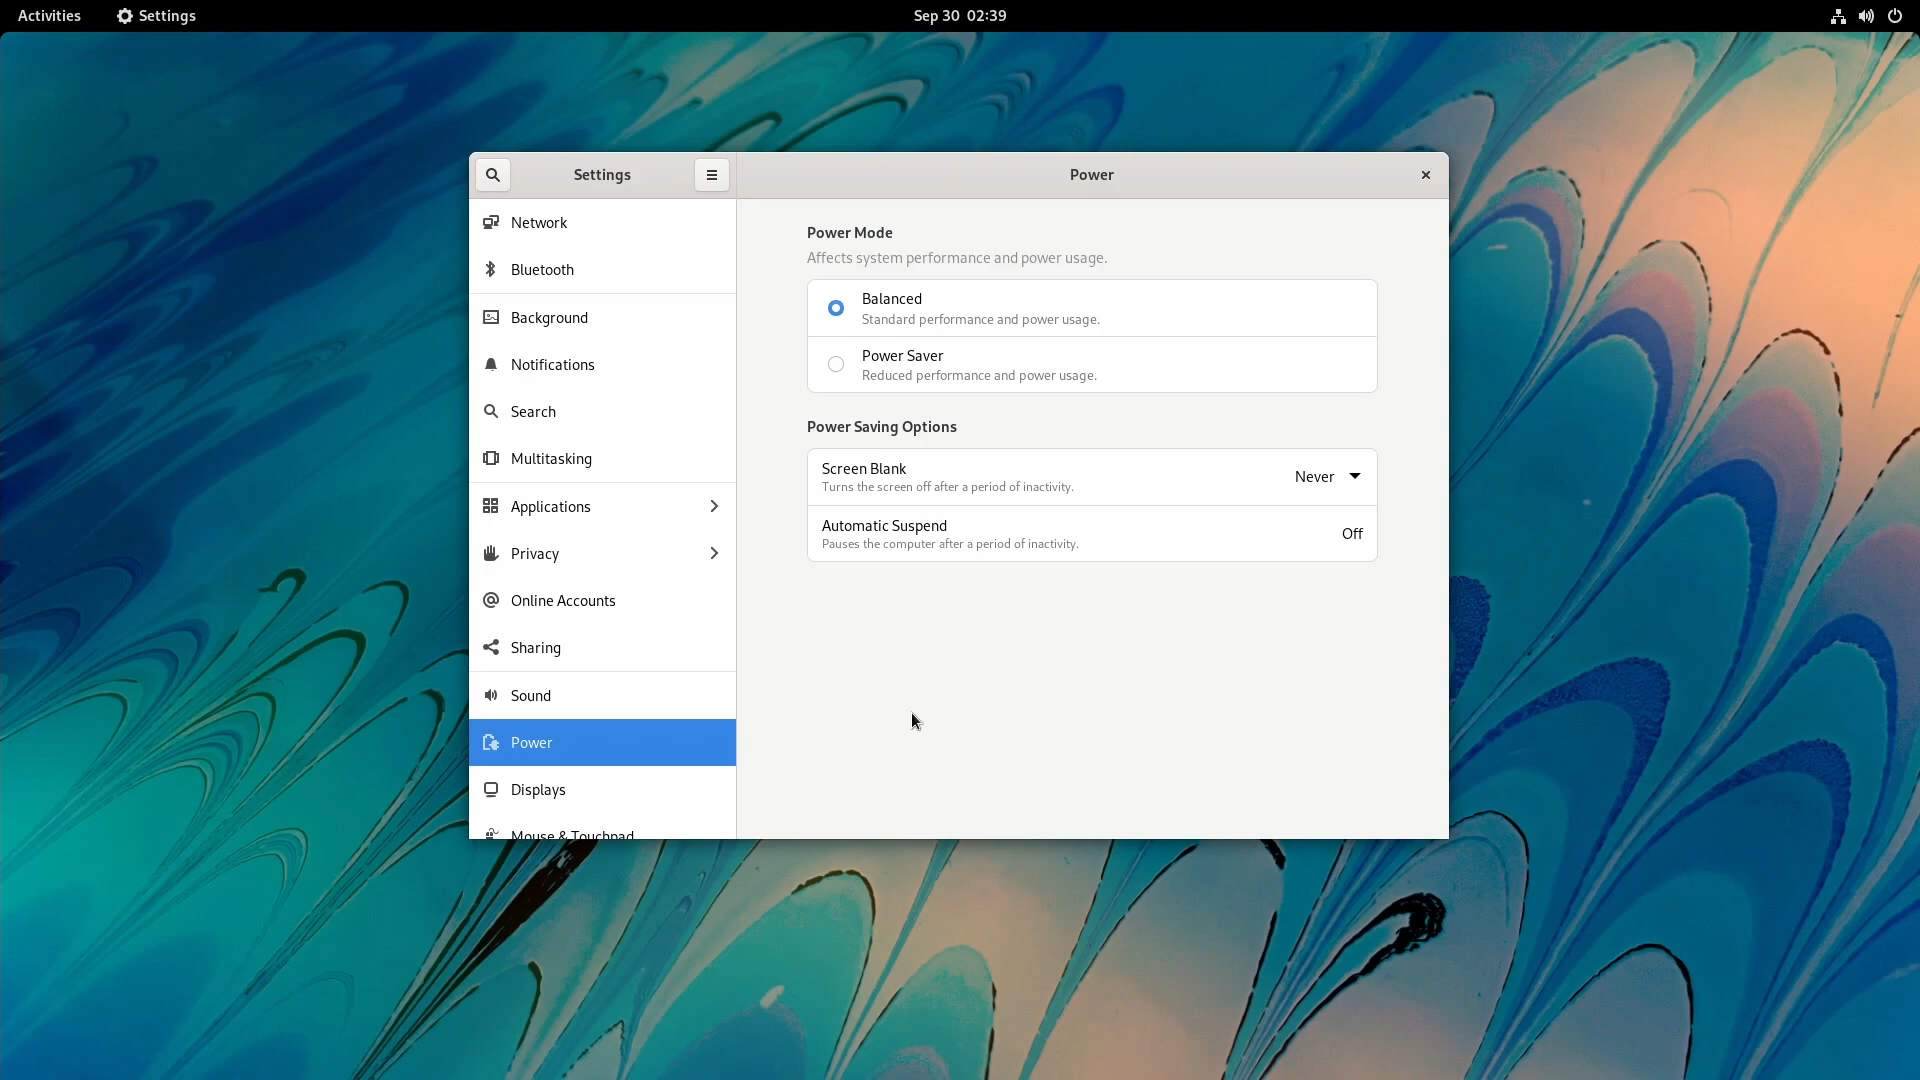 Activities
Settings
Sep 30 02:39
Settings
Power
Network
Bluetooth
Background
Notifications
Search
Multitasking
Applications
Privacy
Online Accounts
Sharing
Sound
Power
Displays
Mouse & Touchpad
Power Mode
Affects system performance and power usage.
Balanced
Standard performance and power usage.
Power Saver
Reduced performance and power usage.
Power Saving Options
Screen Blank
Turns the screen off after a period of inactivity.
Never
Automatic Suspend
Pauses the computer after a period of inactivity.
Off